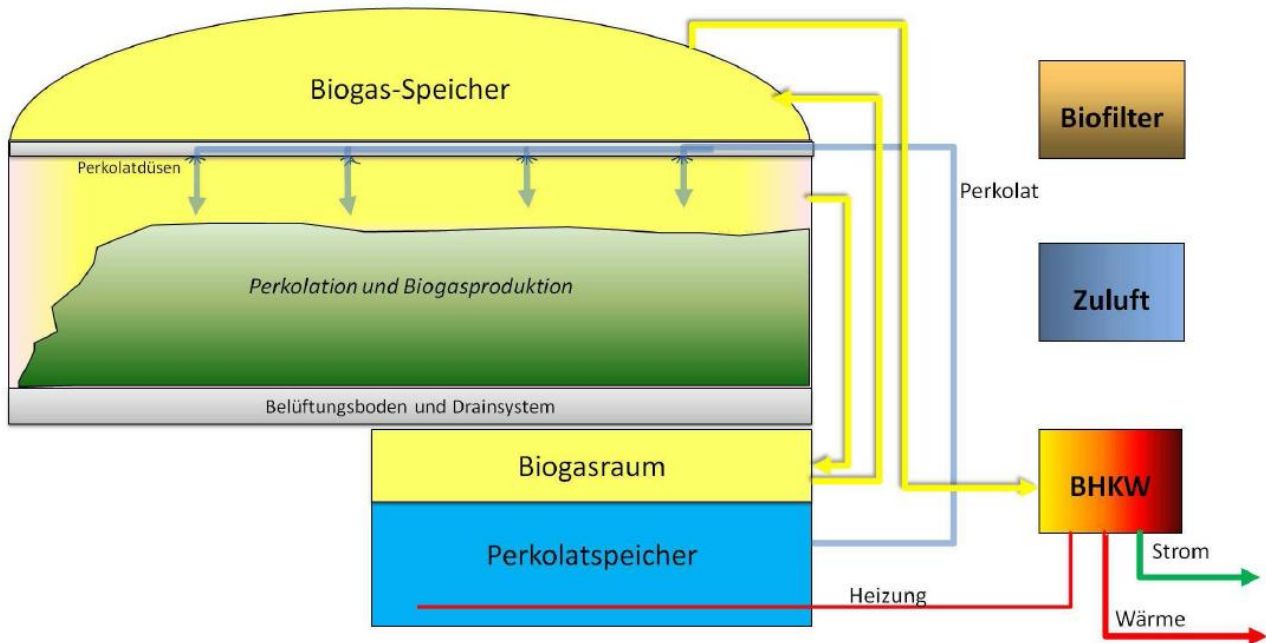 Biogas-Speicher
Biofilter
Perkolatdüsen
Perkolat
Perkolation und Biogasproduktion
Zuluft
Belüftungsboden und Drainsystem
Biogasraum
BHKW
Perkolatspeicher
Strom
Heizung
Wärme